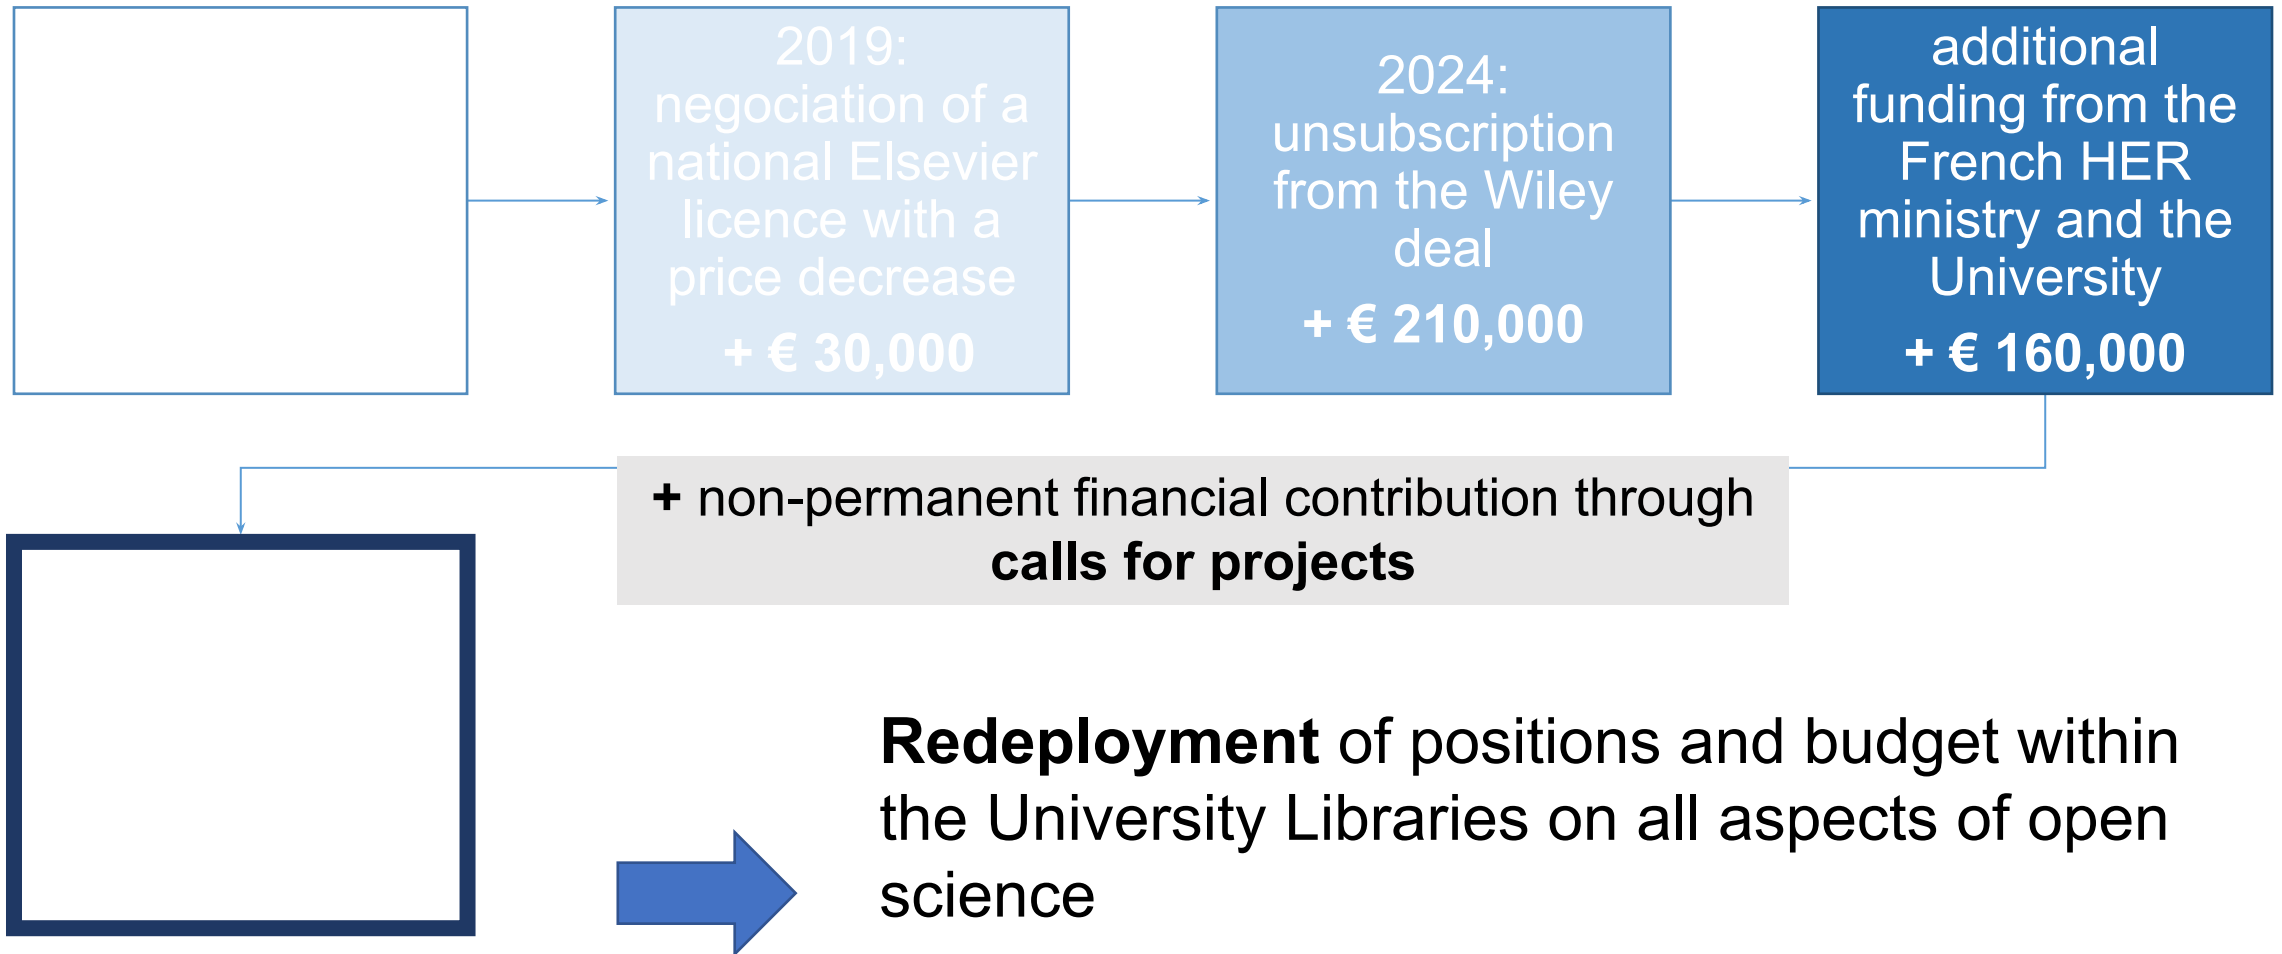 2019:
negociation of a
national Elsevier
licence with a
price decrease
+ € 30,000
2024:
unsubscription
from the Wiley
deal
+ € 210,000
additional
funding from the
French HER
ministry and the
University
+ € 160,000
+ non-permanent financial contribution through
calls for projects
Redeployment of positions and budget within
the University Libraries on all aspects of open
science